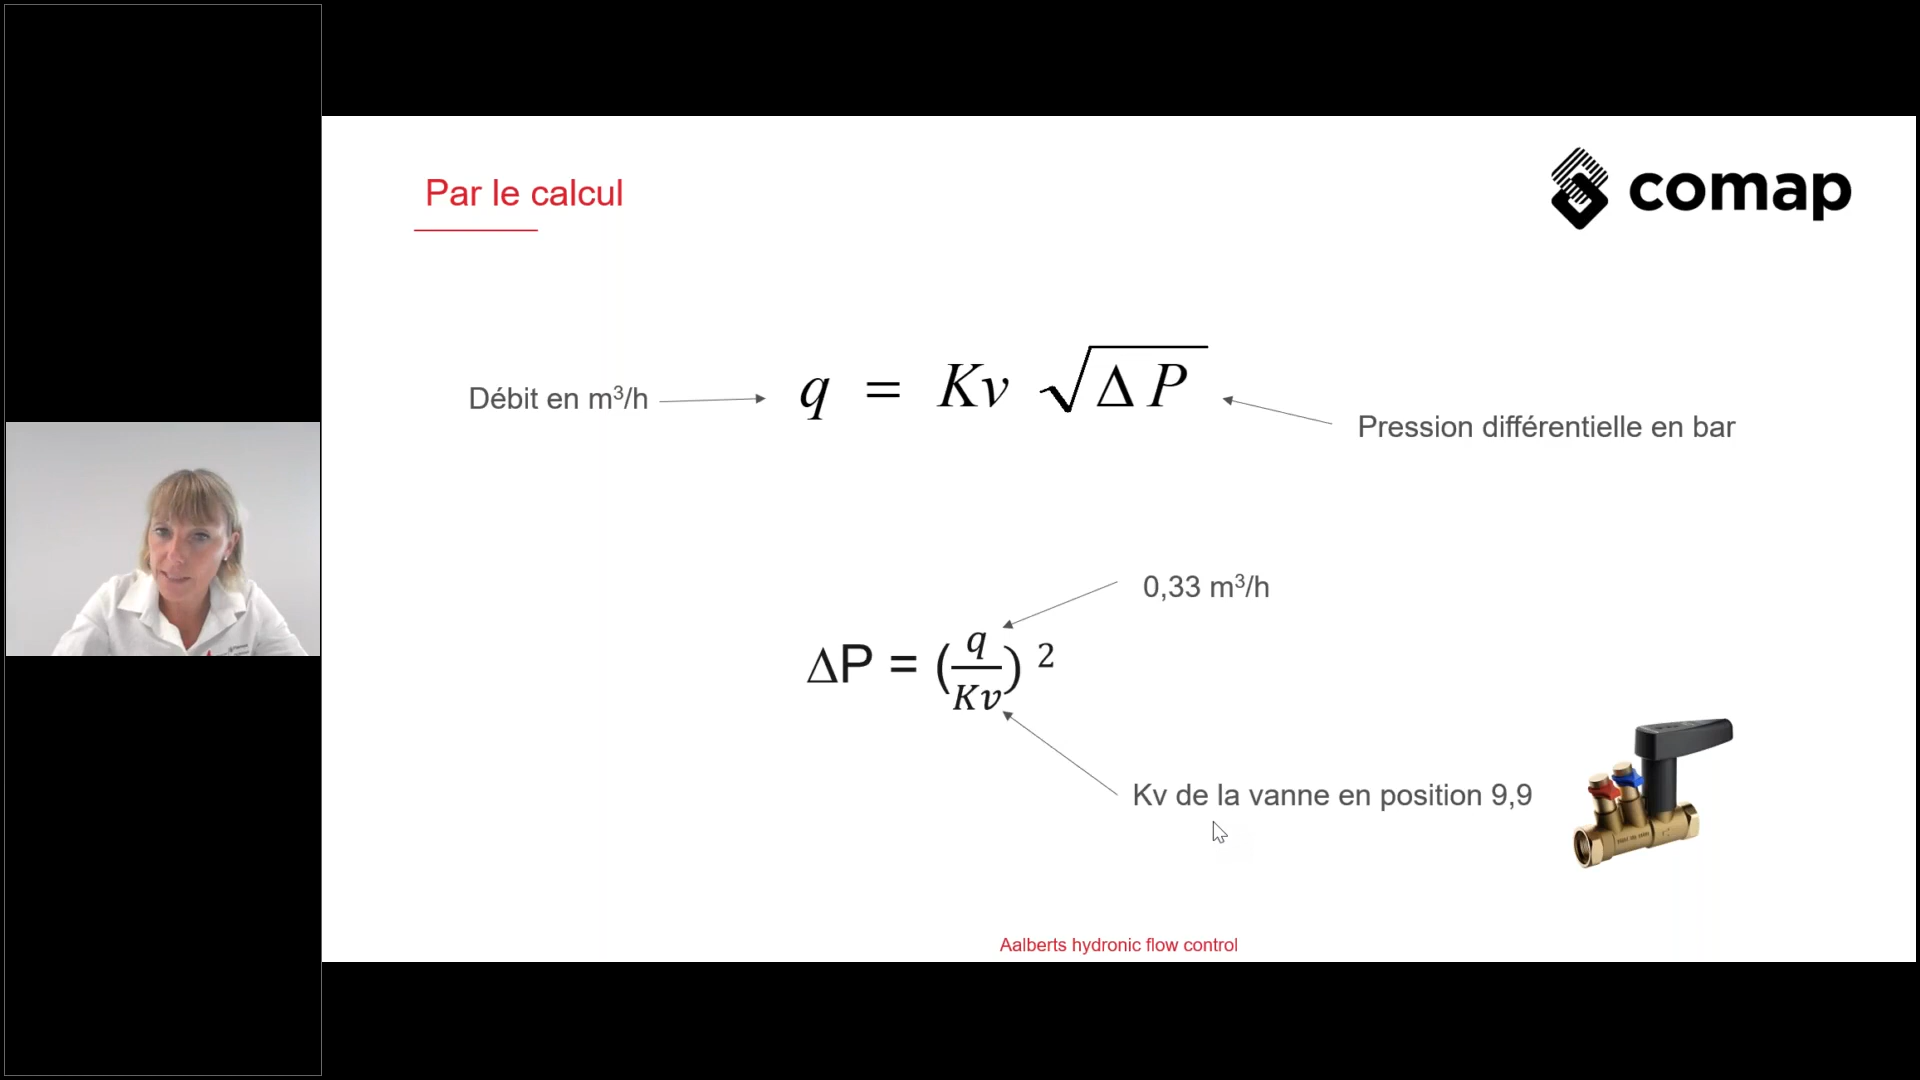 Par le calcul
comap
Débit en m³/h
q = Kv √Δ P
Pression différentielle en bar
0,33 m³/h
ΔP = (q/Kv) ²
Kv de la vanne en position 9,9
Aalberts hydronic flow control